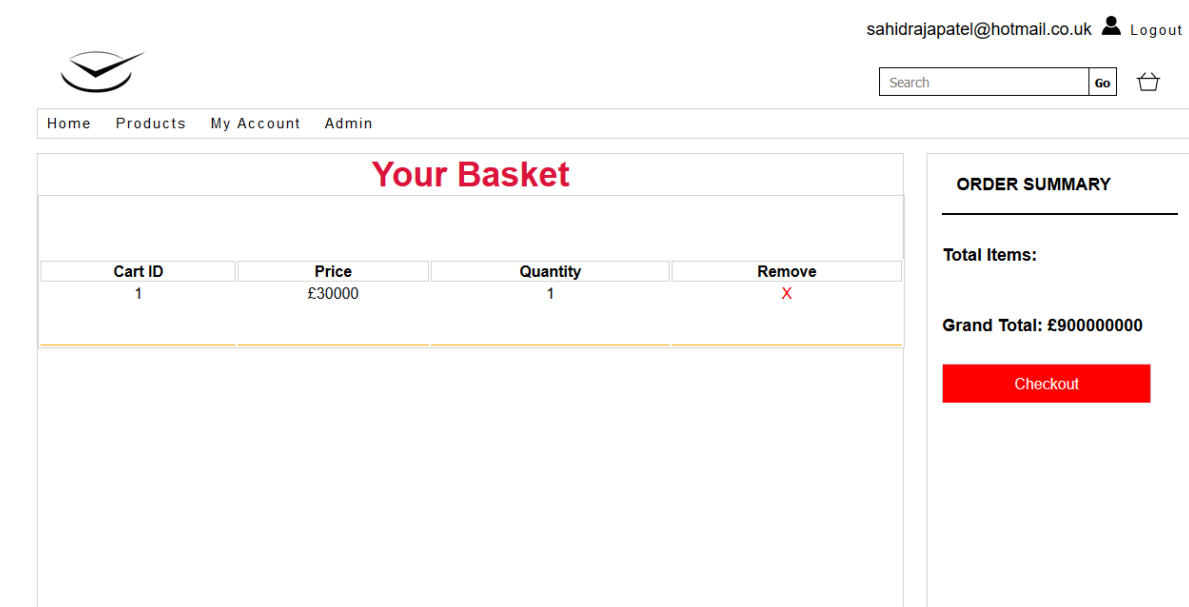 sahidrajapatel@hotmail.co.uk Logout
Search Go
Home Products My Account Admin
Your Basket
Cart ID Price Quantity Remove
1 £30000 1 X
ORDER SUMMARY
Total Items:
Grand Total: £900000000
Checkout